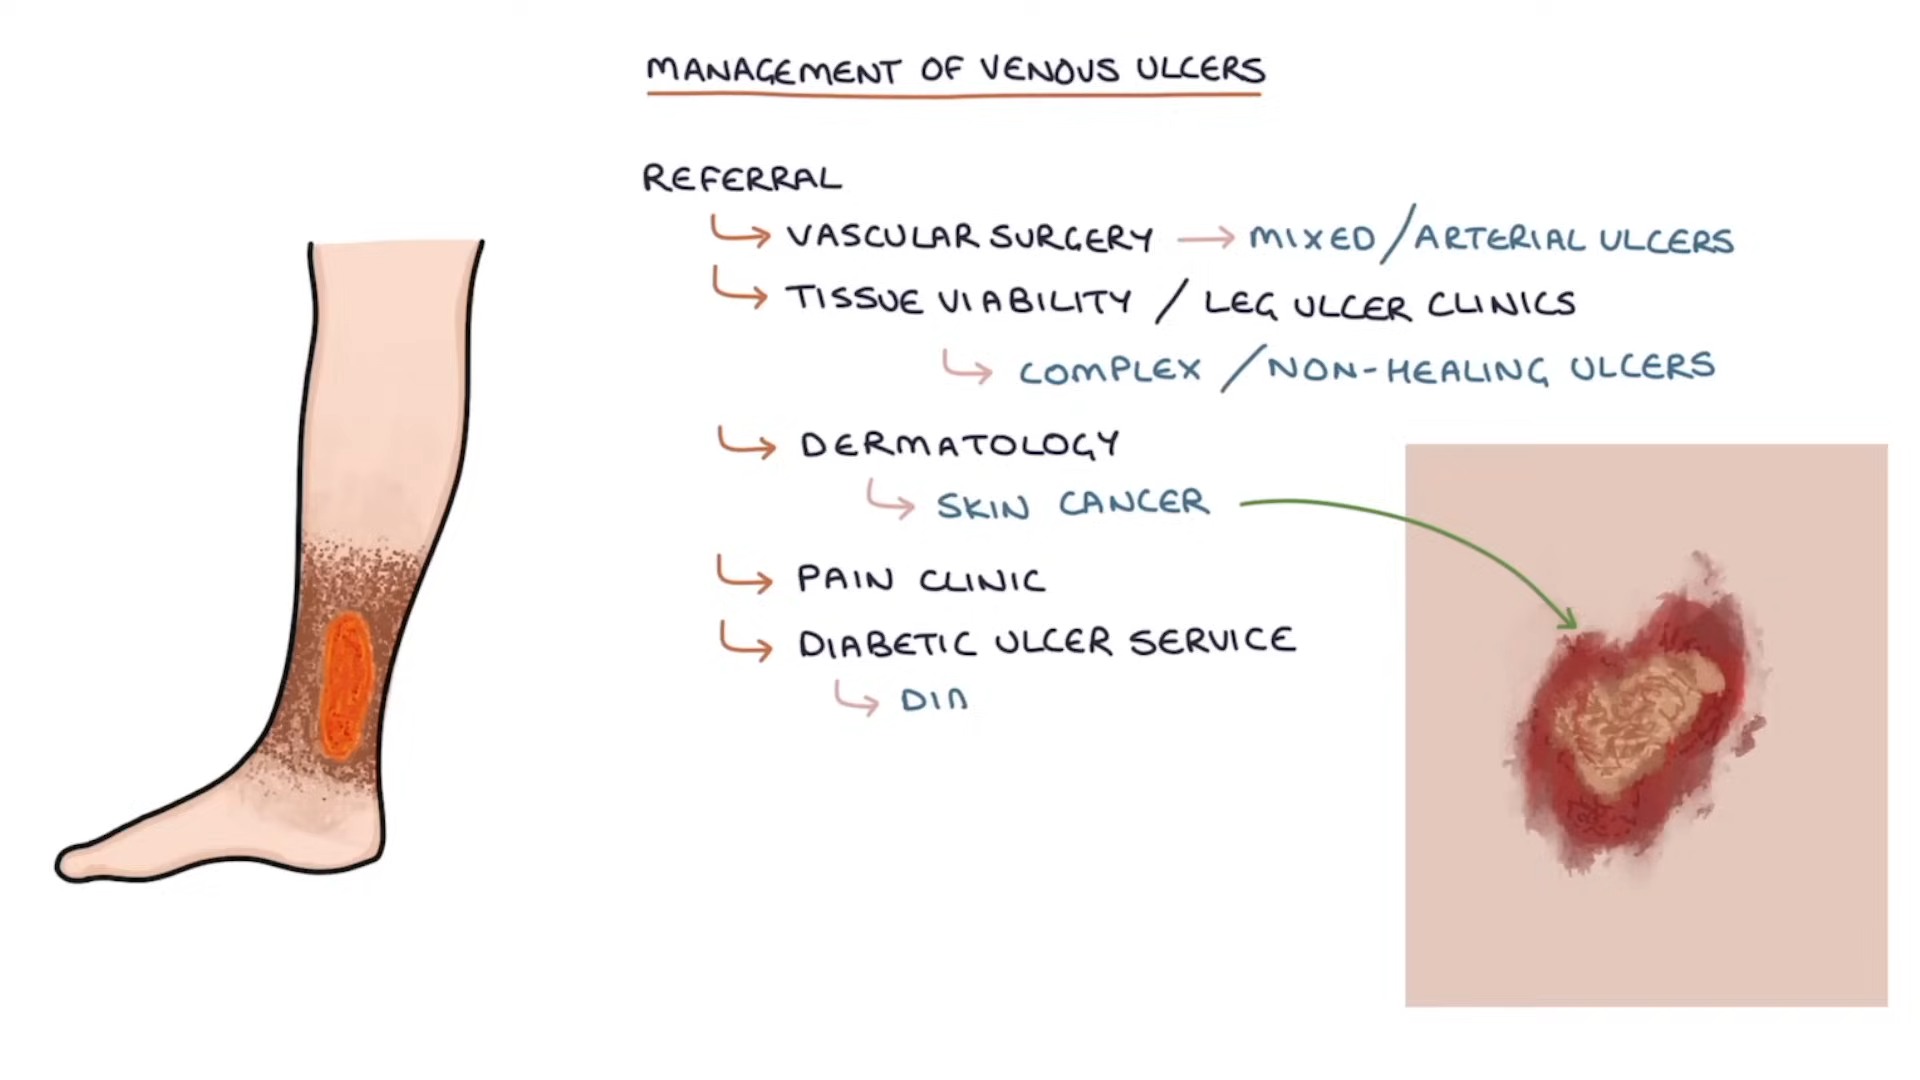 MANAGEMENT OF VENOUS ULCERS
REFERRAL
VASCULAR SURGERY → MIXED / ARTERIAL ULCERS
TISSUE VIABILITY / LEG ULCER CLINICS
COMPLEX / NON-HEALING ULCERS
DERMATOLOGY
SKIN CANCER
PAIN CLINIC
DIABETIC ULCER SERVICE
DIA